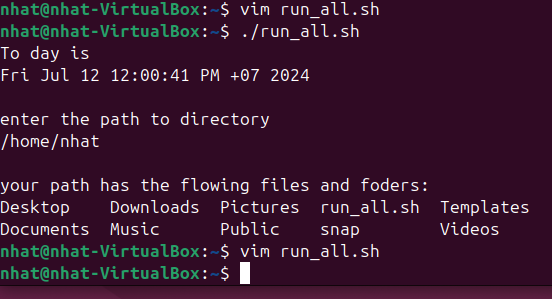 nhat@nhat-VirtualBox:~$ vim run_all.sh
nhat@nhat-VirtualBox:~$ ./run_all.sh
To day is
Fri Jul 12 12:00:41 PM +07 2024
enter the path to directory
/home/nhat
your path has the flowing files and foders:
Desktop    Downloads  Pictures  run_all.sh  Templates
Documents  Music      Public    snap        Videos
nhat@nhat-VirtualBox:~$ vim run_all.sh
nhat@nhat-VirtualBox:~$